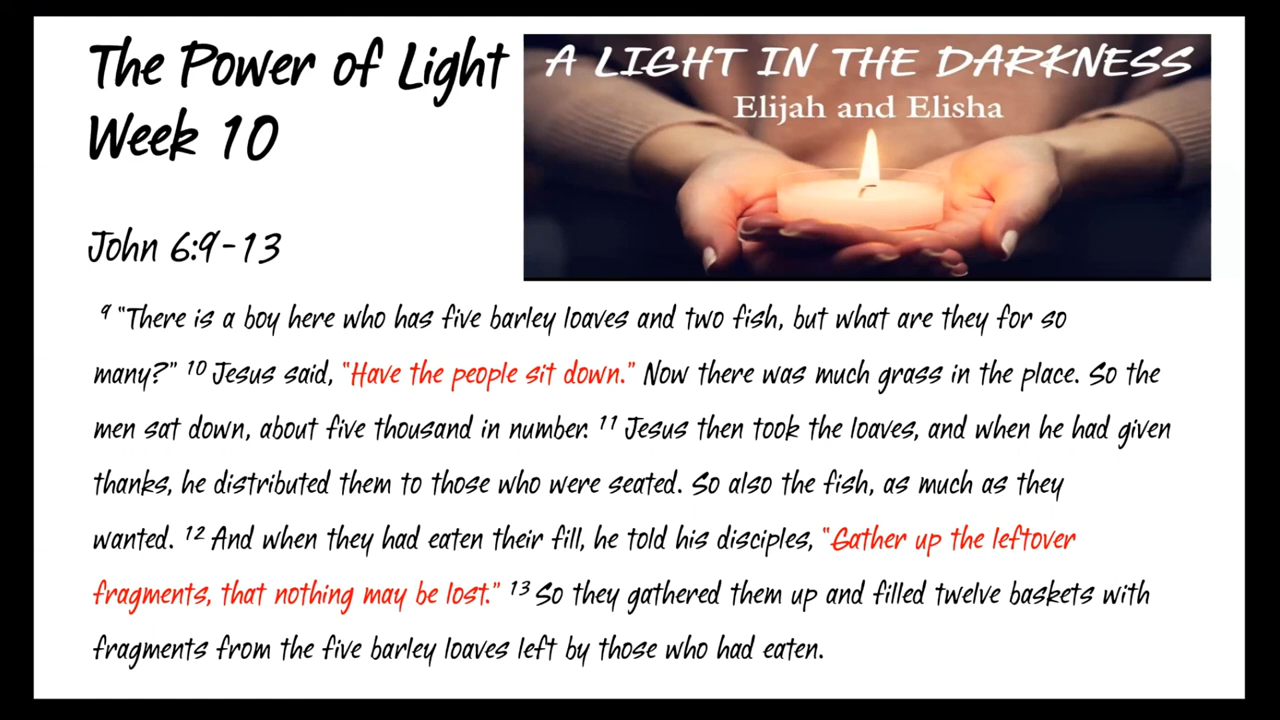 The Power of Light
Week 10
A LIGHT IN THE DARKNESS
Elijah and Elisha
John 6:9-13
9 "There is a boy here who has five barley loaves and two fish, but what are they for so
many?" 10 Jesus said, "Have the people sit down." Now there was much grass in the place. So the
men sat down, about five thousand in number. 11 Jesus then took the loaves, and when he had given
thanks, he distributed them to those who were seated. So also the fish, as much as they
wanted. 12 And when they had eaten their fill, he told his disciples, "Gather up the leftover
fragments, that nothing may be lost." 13 So they gathered them up and filled twelve baskets with
fragments from the five barley loaves left by those who had eaten.